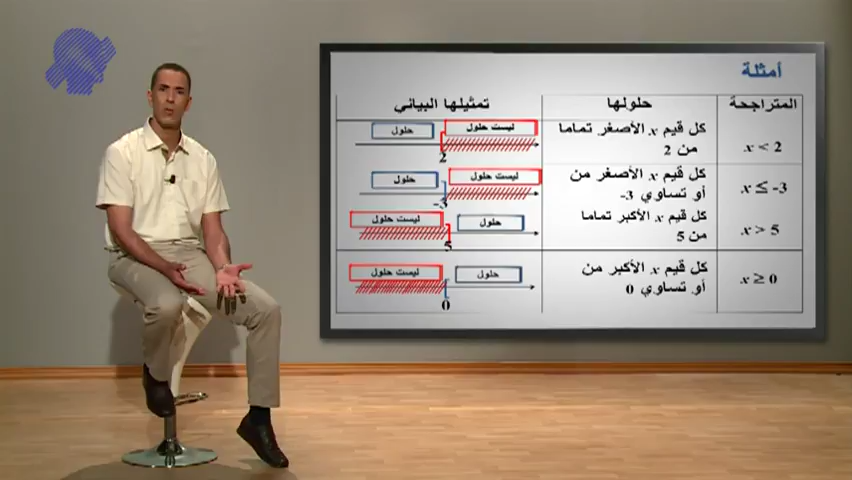 أمثلة
المتراجحة حلولها تمثيلها البياني
x < 2
كل قيم x الأصغر تماما
من 2
حلول ليست حلول
2
x ≤ -3
كل قيم x الأصغر من
أو تساوي 3-
حلول ليست حلول
-3
x > 5
كل قيم x الأكبر تماما
من 5
ليست حلول حلول
5
x ≥ 0
كل قيم x الأكبر من
أو تساوي 0
ليست حلول حلول
0